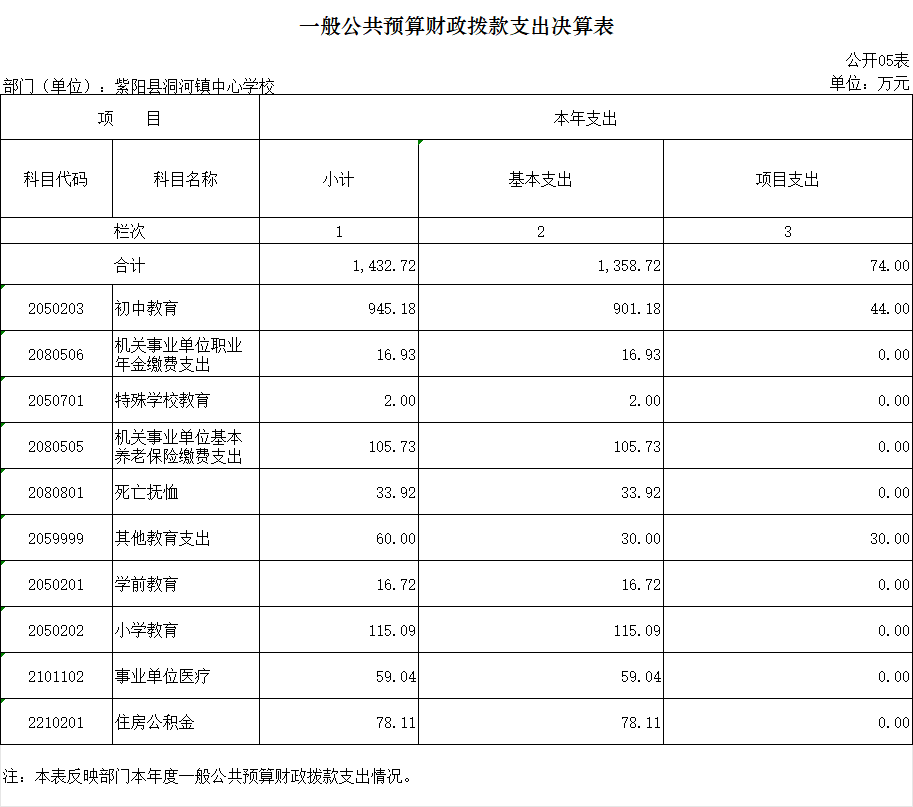 一般公共预算财政拨款支出决算表
公开05表
部门（单位）：紫阳县洞河镇中心学校 单位：万元
项 目 本年支出
科目代码 科目名称 小计 基本支出 项目支出
栏次 1 2 3
合计 1,432.72 1,358.72 74.00
2050203 初中教育 945.18 901.18 44.00
2080506 机关事业单位职业
年金缴费支出 16.93 16.93 0.00
2050701 特殊学校教育 2.00 2.00 0.00
2080505 机关事业单位基本
养老保险缴费支出 105.73 105.73 0.00
2080801 死亡抚恤 33.92 33.92 0.00
2059999 其他教育支出 60.00 30.00 30.00
2050201 学前教育 16.72 16.72 0.00
2050202 小学教育 115.09 115.09 0.00
2101102 事业单位医疗 59.04 59.04 0.00
2210201 住房公积金 78.11 78.11 0.00
注：本表反映部门本年度一般公共预算财政拨款支出情况。